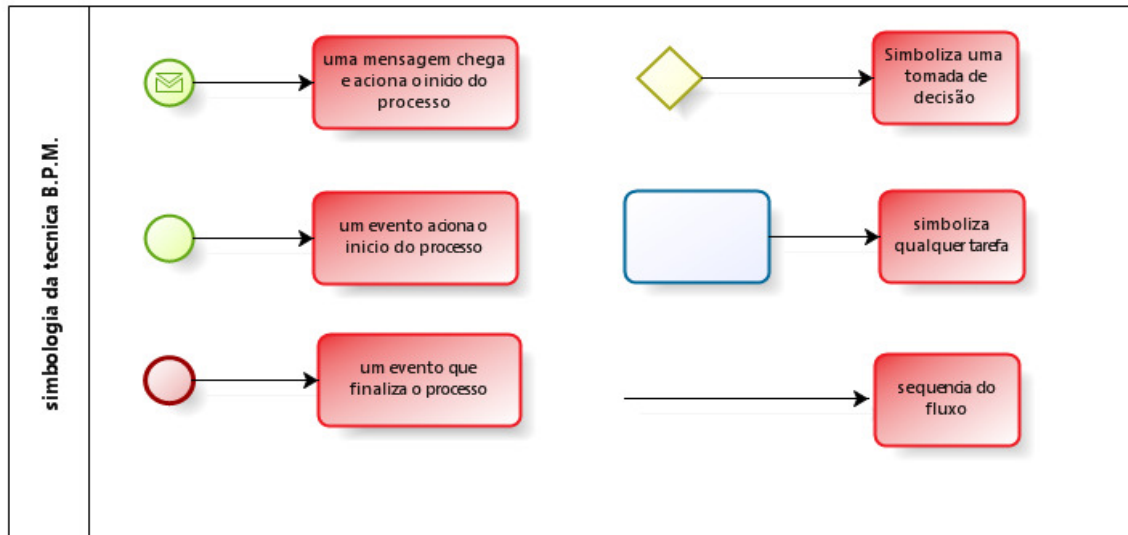 simbologia da tecnica B.P.M.
uma mensagem chega
e aciona o inicio do
processo
Simboliza uma
tomada de
decisão
um evento aciona o
inicio do processo
simboliza
qualquer tarefa
um evento que
finaliza o processo
sequencia do
fluxo